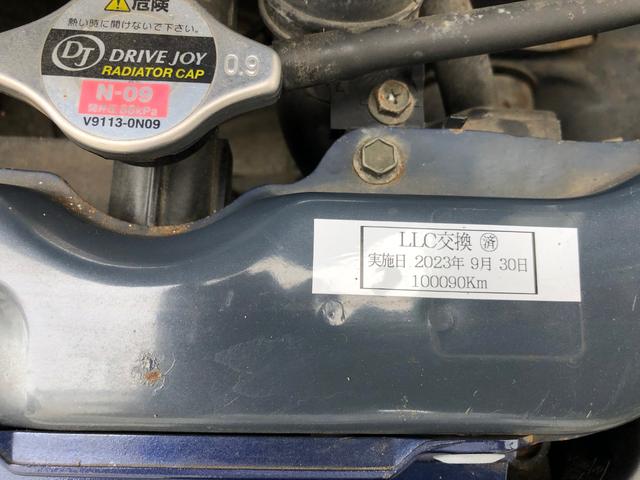 危険
熱い時に開けないで下さい。
DJ DRIVE JOY
RADIATOR CAP
0.9
N-09
V9113-0N09
LLC交換 済
実施日 2023年 9月 30日
100090Km